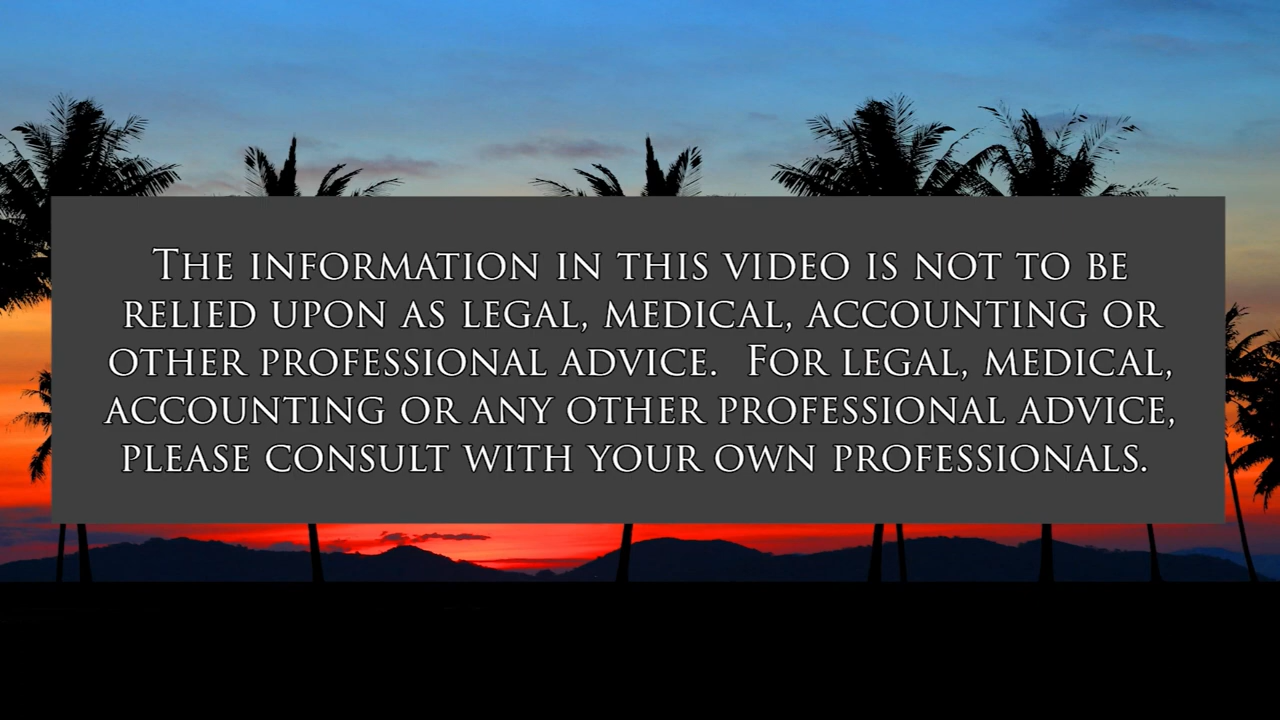 The information in this video is not to be
relied upon as legal, medical, accounting or
other professional advice.  For legal, medical,
accounting or any other professional advice,
please consult with your own professionals.